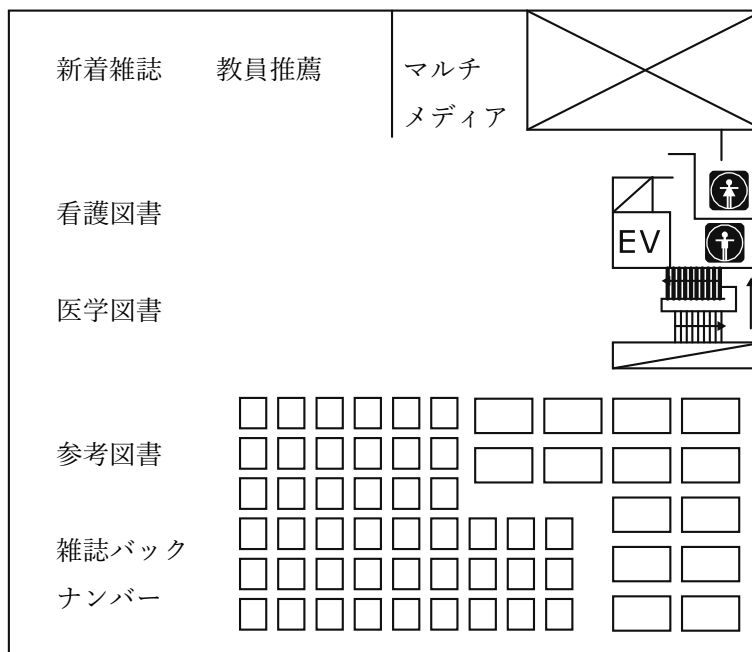 新着雑誌　教員推薦
マルチ
メディア
看護図書
EV
医学図書
参考図書
雑誌バック
ナンバー